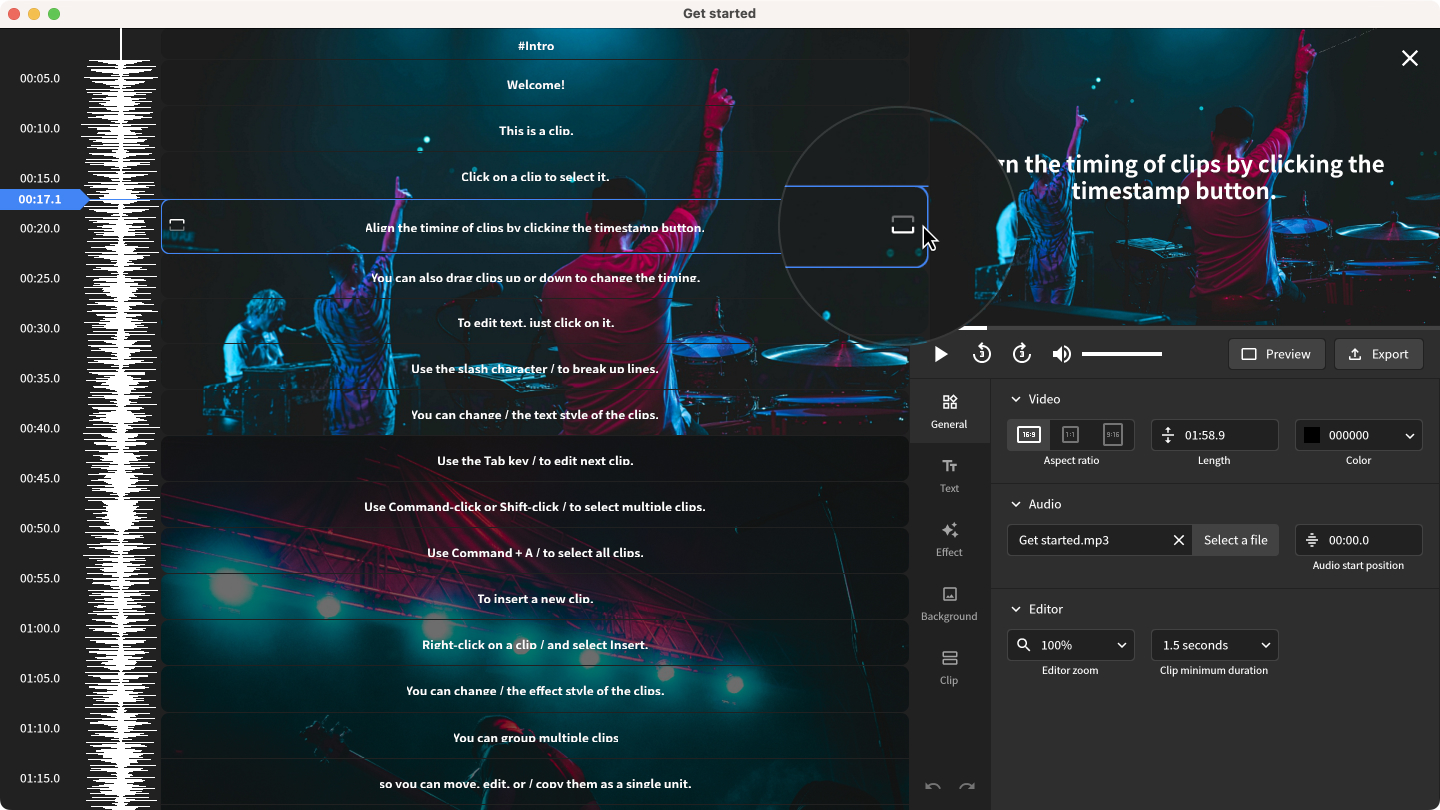 Get started
00:05.0
00:10.0
00:15.0
00:17.1
00:20.0
00:25.0
00:30.0
00:35.0
00:40.0
00:45.0
00:50.0
00:55.0
01:00.0
01:05.0
01:10.0
01:15.0
#Intro
Welcome!
This is a clip.
Click on a clip to select it.
Align the timing of clips by clicking the timestamp button.
You can also drag clips up or down to change the timing.
To edit text, just click on it.
Use the slash character / to break up lines.
You can change / the text style of the clips.
Use the Tab key / to edit next clip.
Use Command-click or Shift-click / to select multiple clips.
Use Command + A / to select all clips.
To insert a new clip,
Right-click on a clip / and select Insert.
You can change / the effect style of the clips.
You can group multiple clips
so you can move, edit, or / copy them as a single unit.
the timing of clips by clicking the
timestamp button.
3
3
Preview
Export
General
Text
Effect
Background
Clip
Video
16:9
1:1
9:16
01:58.9
000000
Aspect ratio
Length
Color
Audio
Get started.mp3
Select a file
00:00.0
Audio start position
Editor
100%
1.5 seconds
Editor zoom
Clip minimum duration